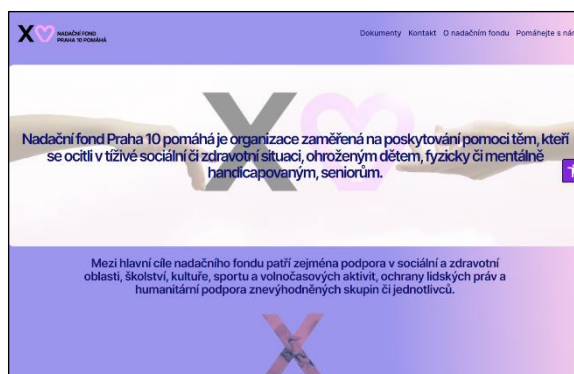 NADAČNÍ FOND
PRAHA 10 POMÁHÁ
Dokumenty Kontakt O nadačním fondu Pomáhejte s nám
Nadační fond Praha 10 pomáhá je organizace zaměřená na poskytování pomoci těm, kteří
se ocitli v tíživé sociální či zdravotní situaci, ohroženým dětem, fyzicky či mentálně
handicapovaným, seniorům.
Mezi hlavní cíle nadačního fondu patří zejména podpora v sociální a zdravotní
oblasti, školství, kultuře, sportu a volnočasových aktivit, ochrany lidských práv a
humanitární podpora znevýhodněných skupin či jednotlivců.